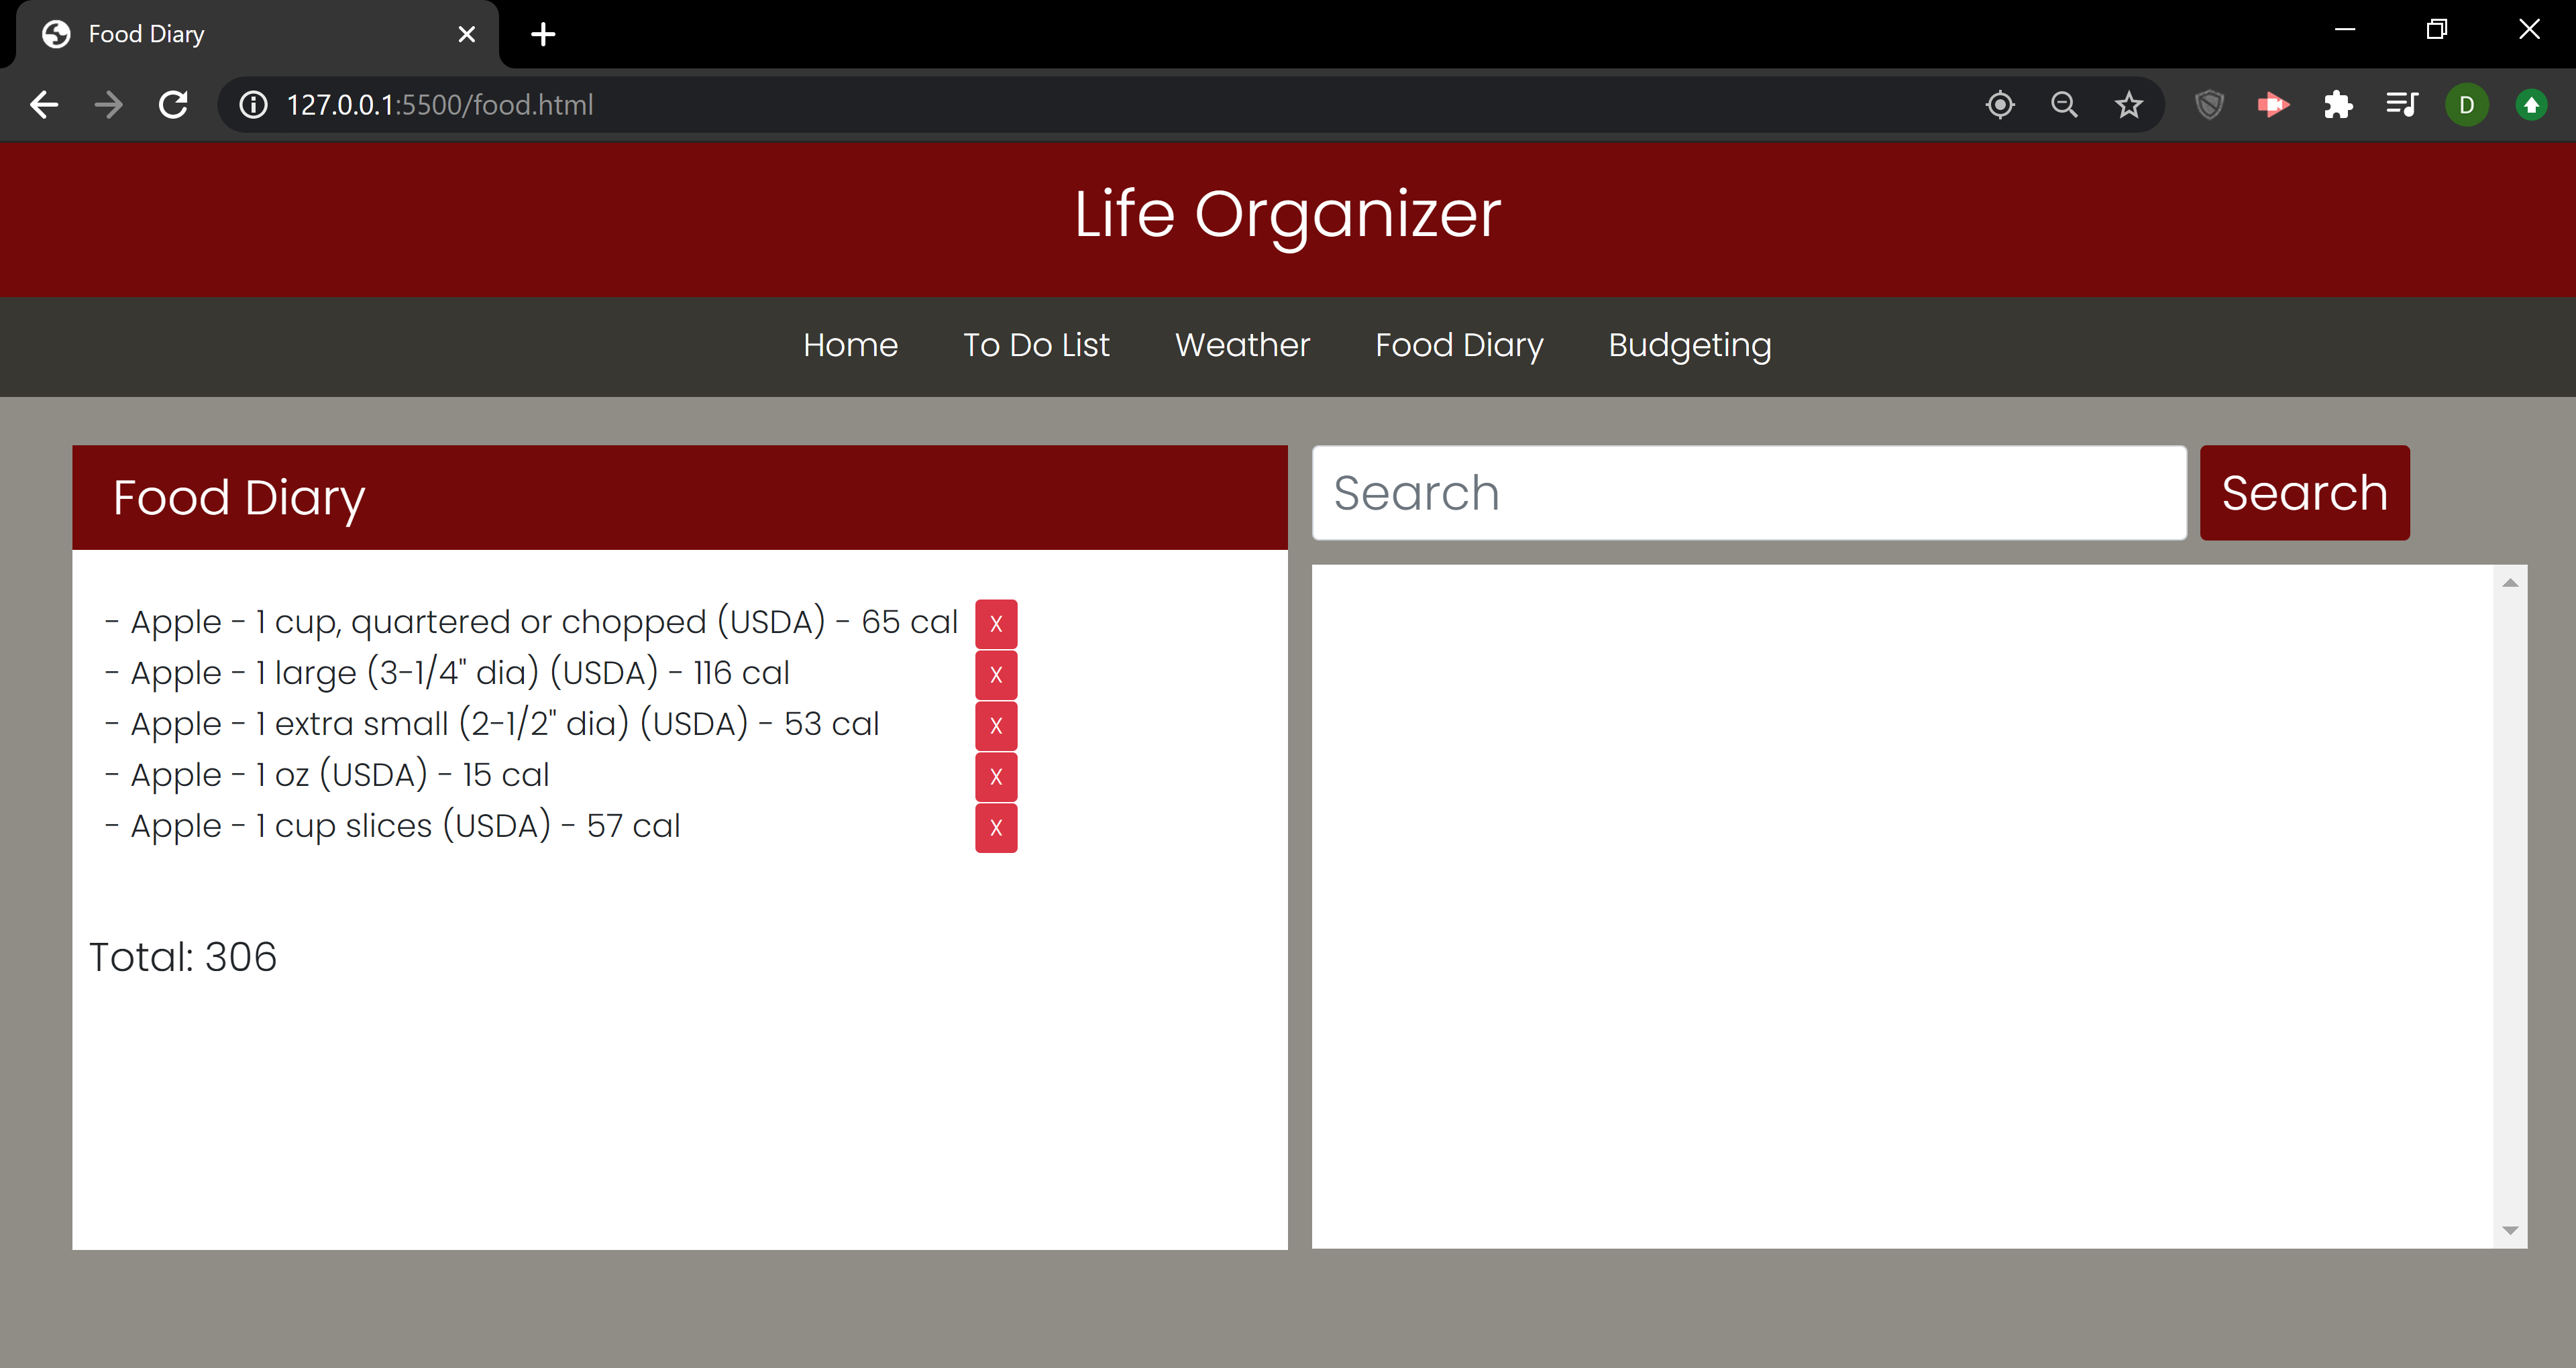 Food Diary
127.0.0.1:5500/food.html
D
Life Organizer
Home To Do List Weather Food Diary Budgeting
Food Diary
Search Search
- Apple - 1 cup, quartered or chopped (USDA) - 65 cal X
- Apple - 1 large (3-1/4" dia) (USDA) - 116 cal X
- Apple - 1 extra small (2-1/2" dia) (USDA) - 53 cal X
- Apple - 1 oz (USDA) - 15 cal X
- Apple - 1 cup slices (USDA) - 57 cal X
Total: 306